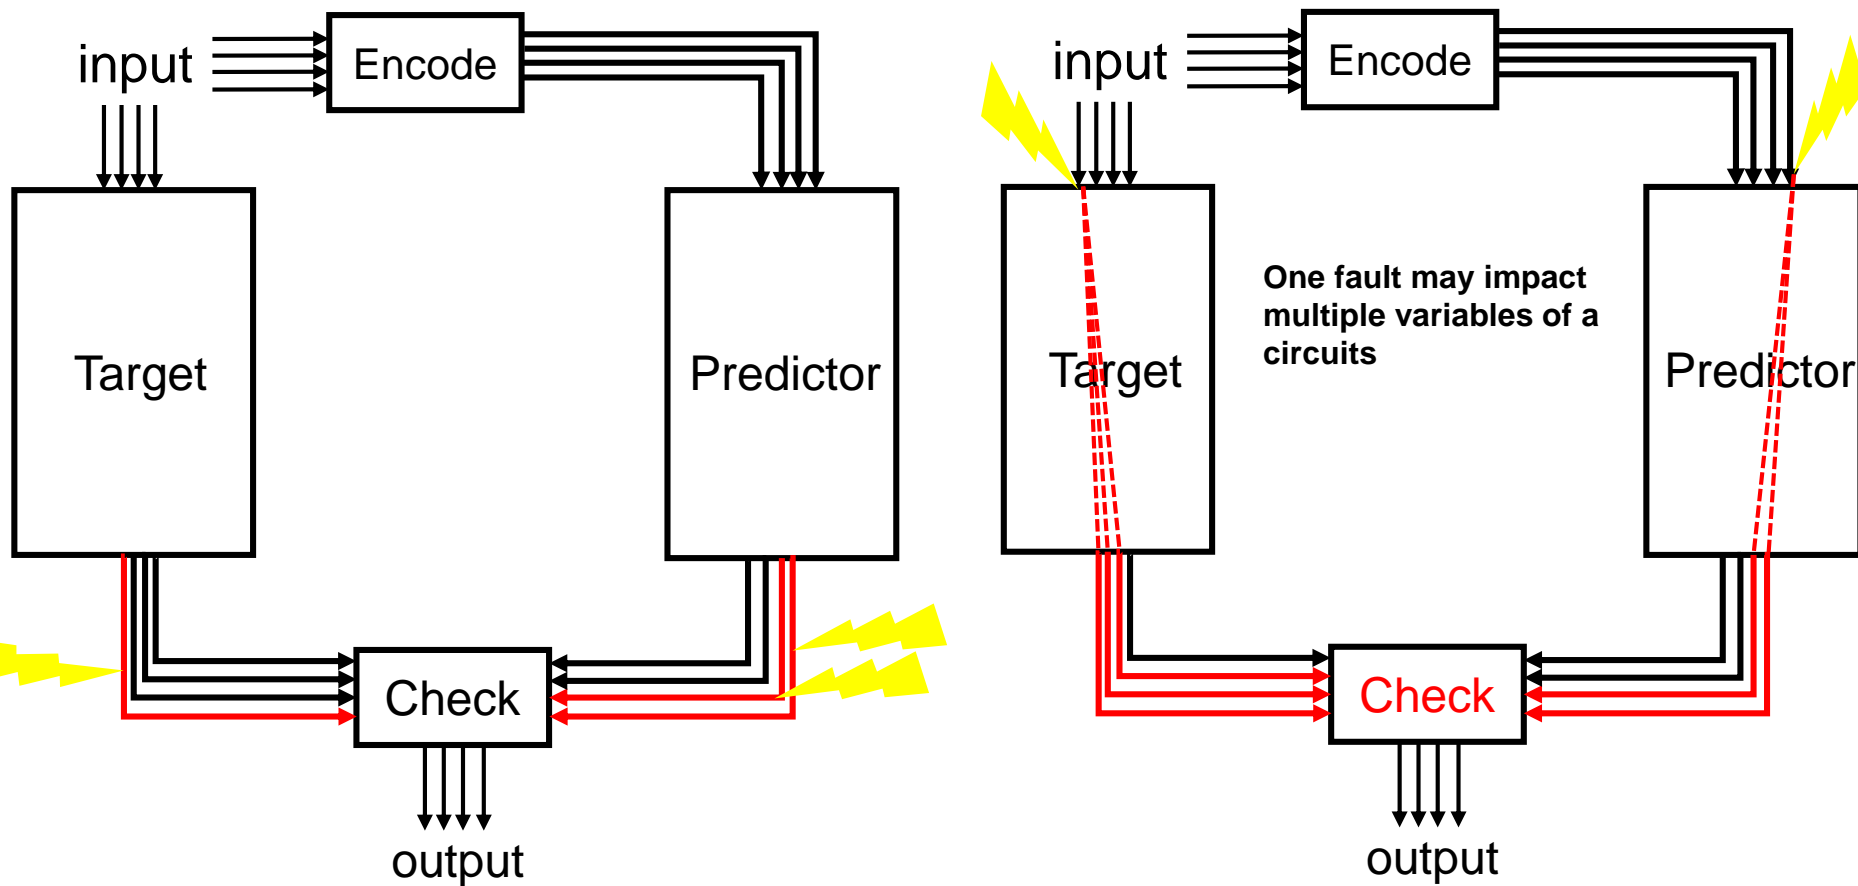 input
Encode
Target
Predictor
Check
output
input
Encode
One fault may impact
multiple variables of a
circuits
Target
Predictor
Check
output